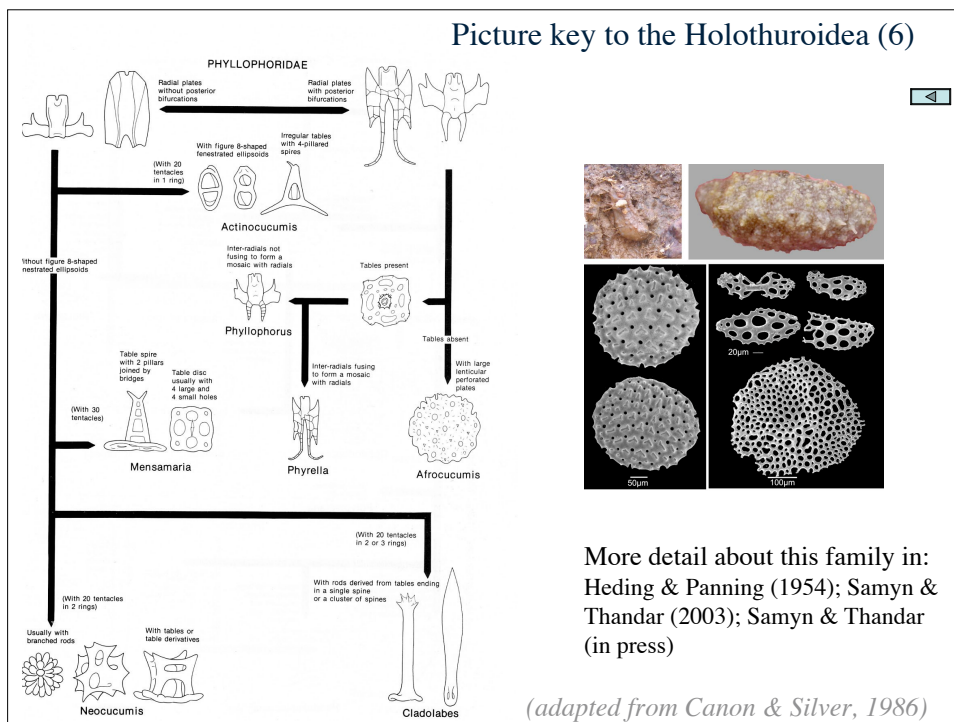 Picture key to the Holothuroidea (6)
PHYLLOPHORIDAE
Radial plates
without posterior
bifurcations
Radial plates
with posterior
bifurcations
(With 20
tentacles
in 1 ring)
With figure 8-shaped
fenestrated ellipsoids
Irregular tables
with 4-pillared
spires
Actinocucumis
ithout figure 8-shaped
nestrated ellipsoids
Inter-radials not
fusing to form a
mosaic with radials
Tables present
Phyllophorus
Tables absent
Inter-radials fusing
to form a mosaic
with radials
With large
lenticular
perforated
plates
Table spire
with 2 pillars
joined by
bridges
Table disc
usually with
4 large and
4 small holes
(With 30
tentacles)
Mensamaria
Phyrella
Afrocucumis
20µm
50µm
100µm
(With 20 tentacles
in 2 or 3 rings)
With rods derived from tables ending
in a single spine
or a cluster of spines
(With 20 tentacles
in 2 rings)
Usually with
branched rods
With tables or
table derivatives
Neocucumis
Cladolabes
More detail about this family in:
Heding & Panning (1954); Samyn &
Thandar (2003); Samyn & Thandar
(in press)
(adapted from Canon & Silver, 1986)